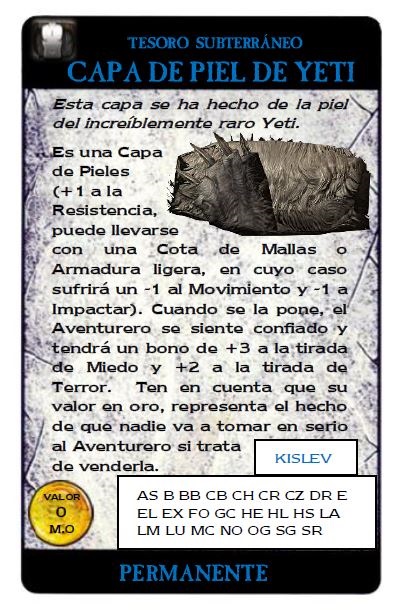 TESORO SUBTERRÁNEO
CAPA DE PIEL DE YETI
Esta capa se ha hecho de la piel
del increíblemente raro Yeti.
Es una Capa
de Pieles
(+1 a la
Resistencia,
puede llevarse
con una Cota de Mallas o
Armadura ligera, en cuyo caso
sufrirá un -1 al Movimiento y -1 a
Impactar). Cuando se la pone, el
Aventurero se siente confiado y
tendrá un bono de +3 a la tirada
de Miedo y +2 a la tirada de
Terror. Ten en cuenta que su
valor en oro, representa el hecho
de que nadie va a tomar en serio
al Aventurero si trata
de venderla.
KISLEV
VALOR
0
M.O
AS B BB CB CH CR CZ DR E
EL EX FO GC HE HL HS LA
LM LU MC NO OG SG SR
PERMANENTE